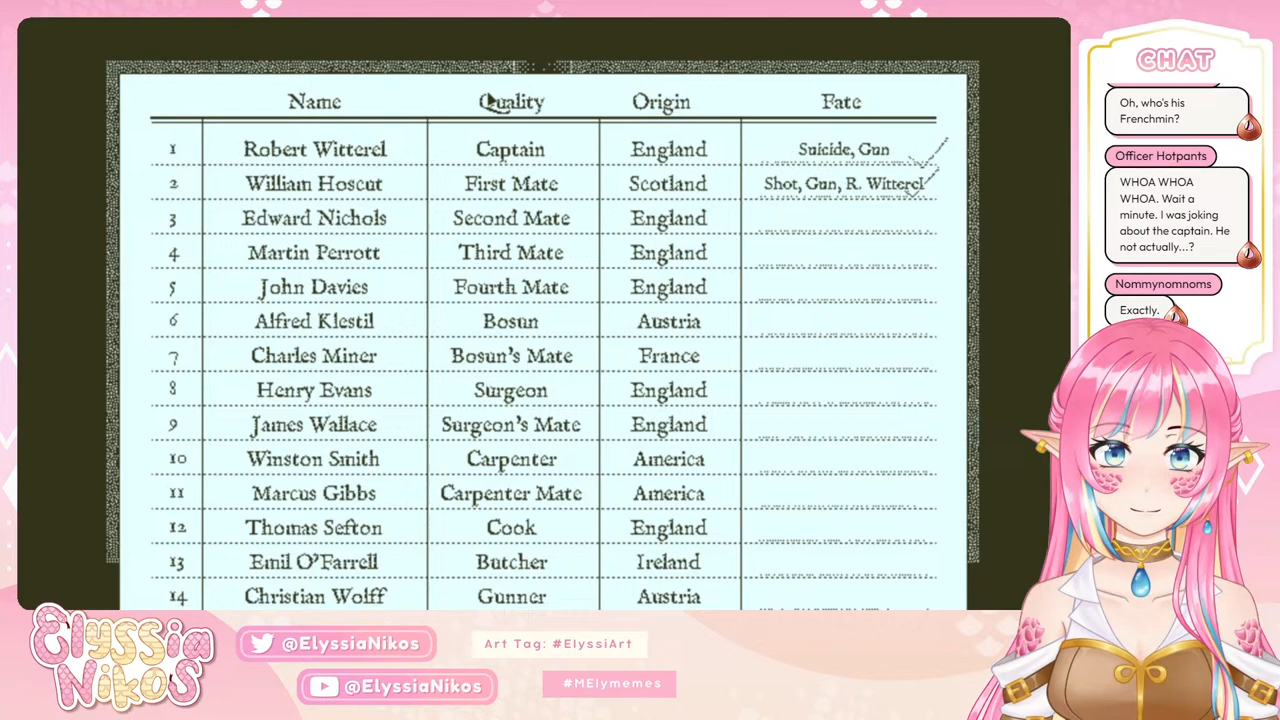 Name Quality Origin Fate
1 Robert Witterel Captain England Suicide, Gun
2 William Hoscut First Mate Scotland Shot, Gun, R. Witterel
3 Edward Nichols Second Mate England
4 Martin Perrott Third Mate England
5 John Davies Fourth Mate England
6 Alfred Klestil Bosun Austria
7 Charles Miner Bosun's Mate France
8 Henry Evans Surgeon England
9 James Wallace Surgeon's Mate England
10 Winston Smith Carpenter America
11 Marcus Gibbs Carpenter Mate America
12 Thomas Sefton Cook England
13 Emil O'Farrell Butcher Ireland
14 Christian Wolff Gunner Austria
CHAT
Oh, who's his
Frenchmin?
Officer Hotpants
WHOA WHOA
WHOA. Wait a
minute. I was joking
about the captain. He
not actually...?
Nommynomnoms
Exactly.
Elyssia
Nikos
@ElyssiaNikos
Art Tag: #ElyssiArt
@ElyssiaNikos
#MElymemes